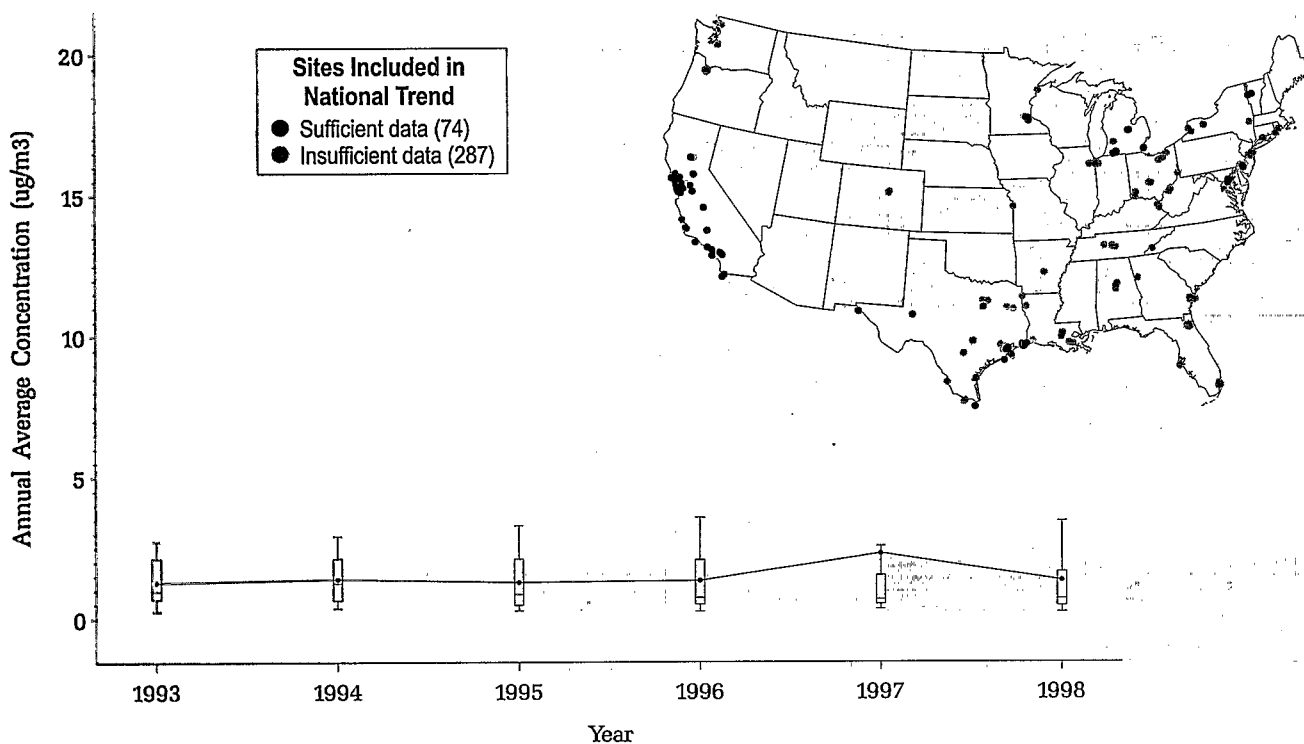 Sites Included in
National Trend
Sufficient data (74)
Insufficient data (287)
Annual Average Concentration (ug/m3)
20
15
10
5
0
1993 1994 1995 1996 1997 1998
Year